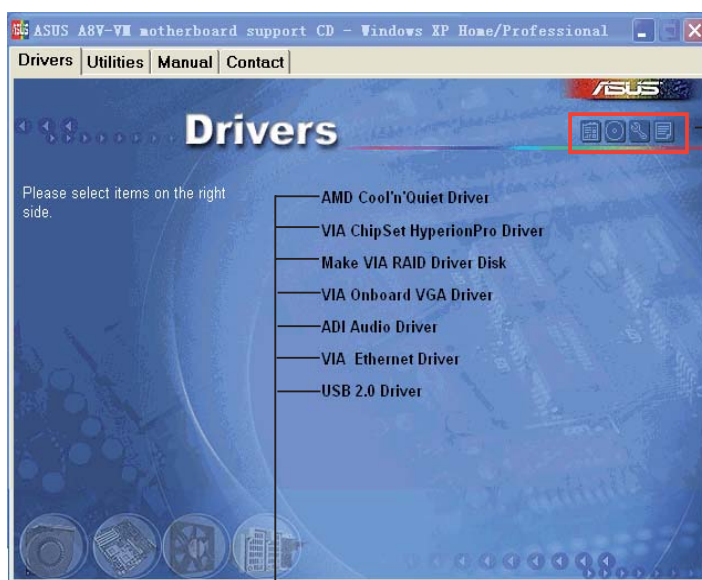 ASUS A8V-VM motherboard support CD - Windows XP Home/Professional
Drivers Utilities Manual Contact
ASUS
Drivers
Please select items on the right
side.
AMD Cool'n'Quiet Driver
VIA ChipSet HyperionPro Driver
Make VIA RAID Driver Disk
VIA Onboard VGA Driver
ADI Audio Driver
VIA Ethernet Driver
USB 2.0 Driver